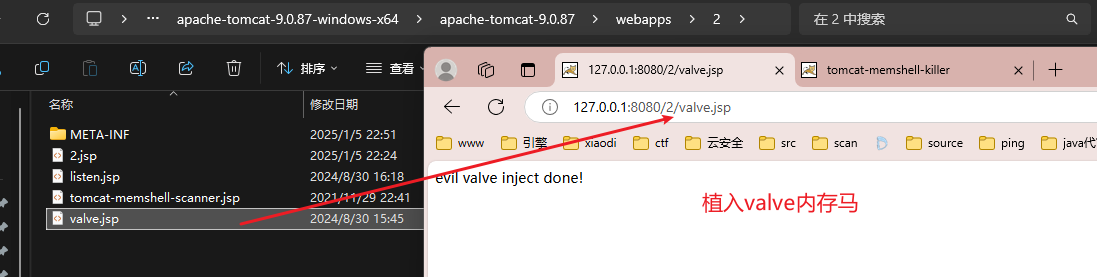 apache-tomcat-9.0.87-windows-x64 > apache-tomcat-9.0.87 > webapps > 2 >
在 2 中搜索
排序
查看
名称
修改日期
META-INF
2025/1/5 22:51
2.jsp
2025/1/5 22:24
listen.jsp
2024/8/30 16:18
tomcat-memshell-scanner.jsp
2021/11/29 22:41
valve.jsp
2024/8/30 15:45
127.0.0.1:8080/2/valve.jsp
tomcat-memshell-killer
127.0.0.1:8080/2/valve.jsp
www
引擎
xiaodi
ctf
云安全
src
scan
source
ping
evil valve inject done!
植入valve内存马